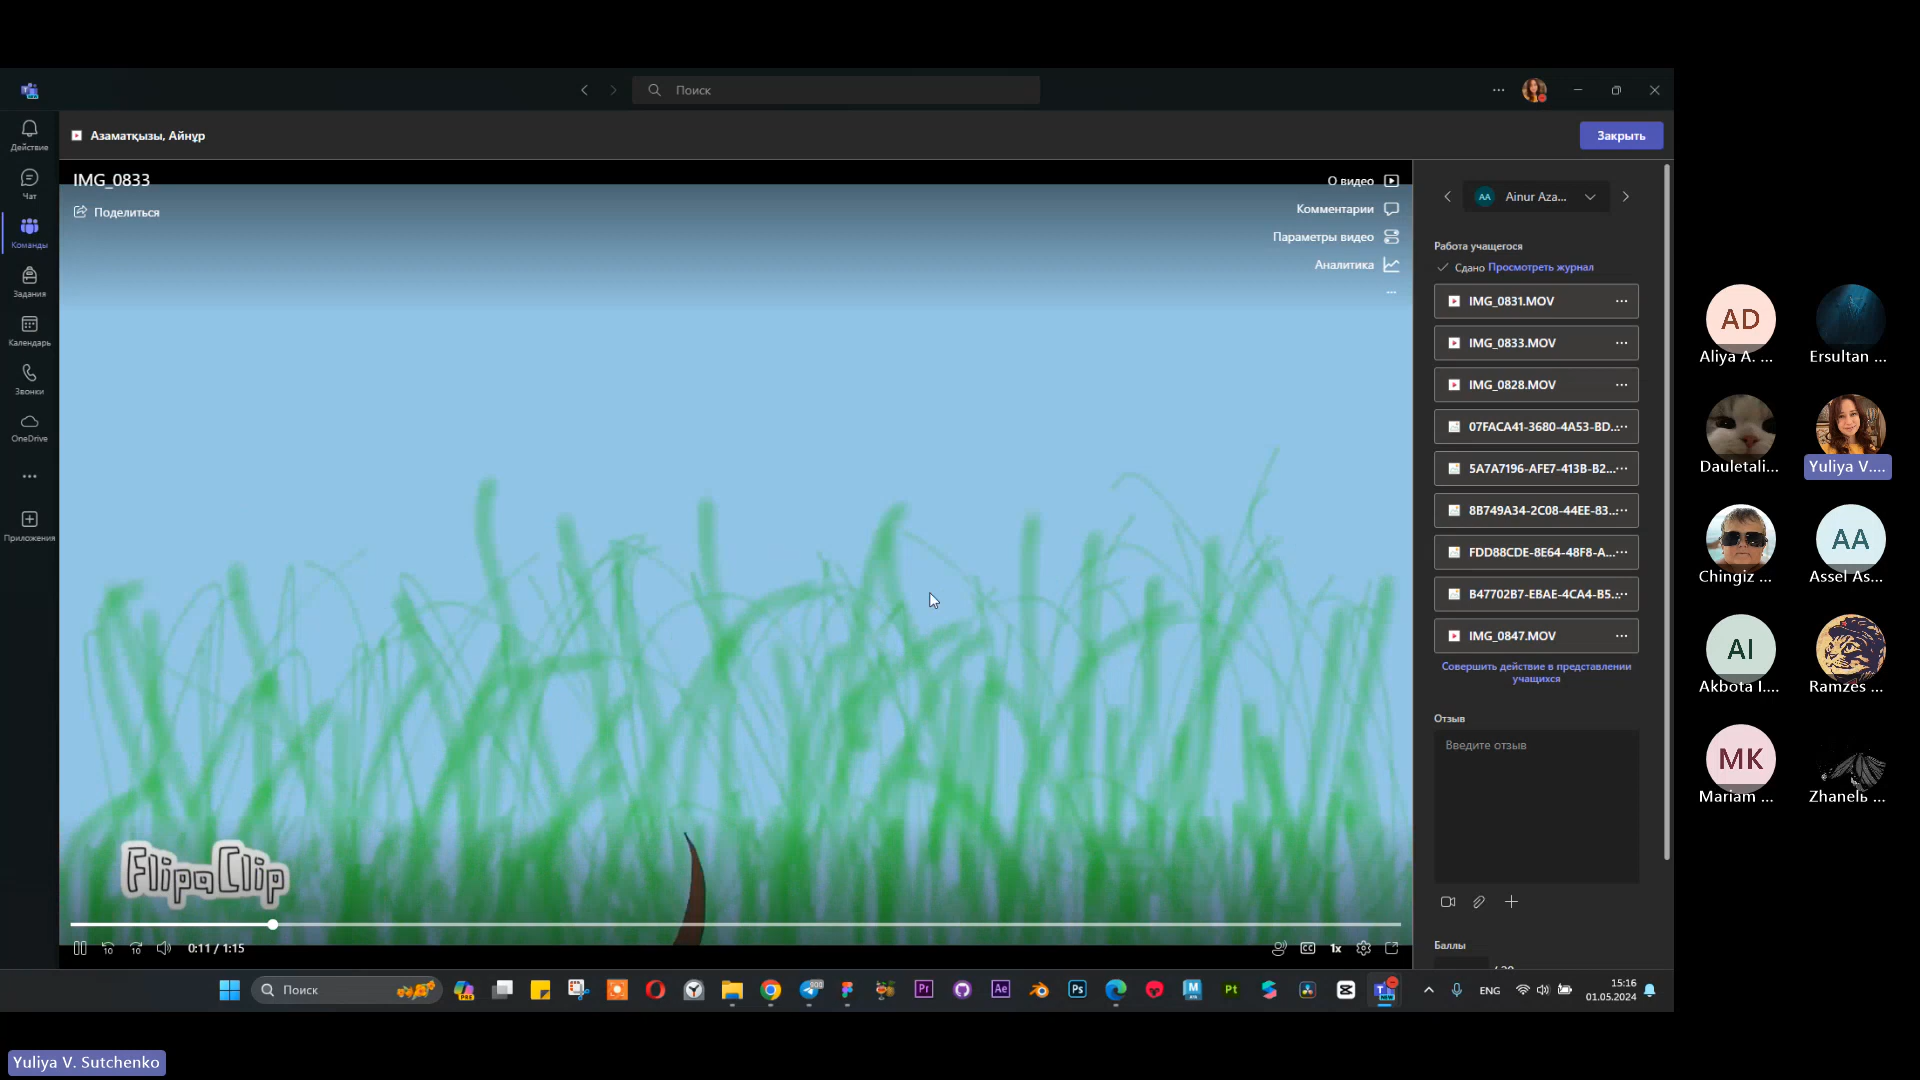 Поиск
Азаматқызы, Айнұр
Закрыть
Действие
Чат
Команды
Задания
Календарь
Звонки
OneDrive
Приложения
IMG_0833
Поделиться
О видео
Комментарии
Параметры видео
Аналитика
FlipaClip
0:11 / 1:15
1x
AA
Ainur Aza...
Работа учащегося
Сдано Просмотреть журнал
IMG_0831.MOV
IMG_0833.MOV
IMG_0828.MOV
07FACA41-3680-4A53-BD...
5A7A7196-AFE7-413B-B2...
8B749A34-2C08-44EE-83...
FDD88CDE-8E64-48F8-A...
B47702B7-EBAE-4CA4-B5...
IMG_0847.MOV
Совершить действие в представлении
учащихся
Отзыв
Введите отзыв
Баллы
AD
Aliya A. ...
Ersultan ...
Dauletali...
Yuliya V....
Chingiz ...
AA
Assel As...
AI
Akbota I....
Ramzes ...
MK
Mariam ...
Zhanelь ...
Поиск
ENG
15:16
01.05.2024
Yuliya V. Sutchenko